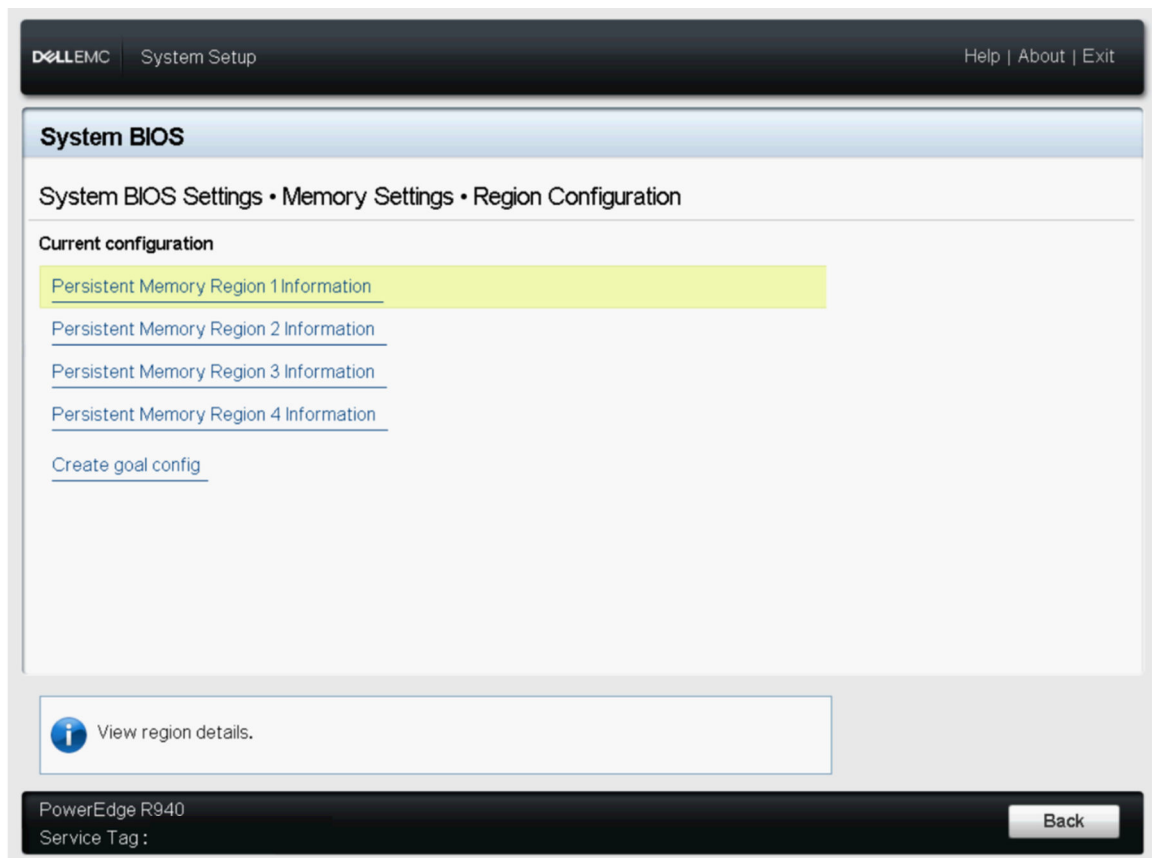 DELLEMC System Setup Help | About | Exit
System BIOS
System BIOS Settings • Memory Settings • Region Configuration
Current configuration
Persistent Memory Region 1 Information
Persistent Memory Region 2 Information
Persistent Memory Region 3 Information
Persistent Memory Region 4 Information
Create goal config
View region details.
PowerEdge R940
Service Tag :
Back